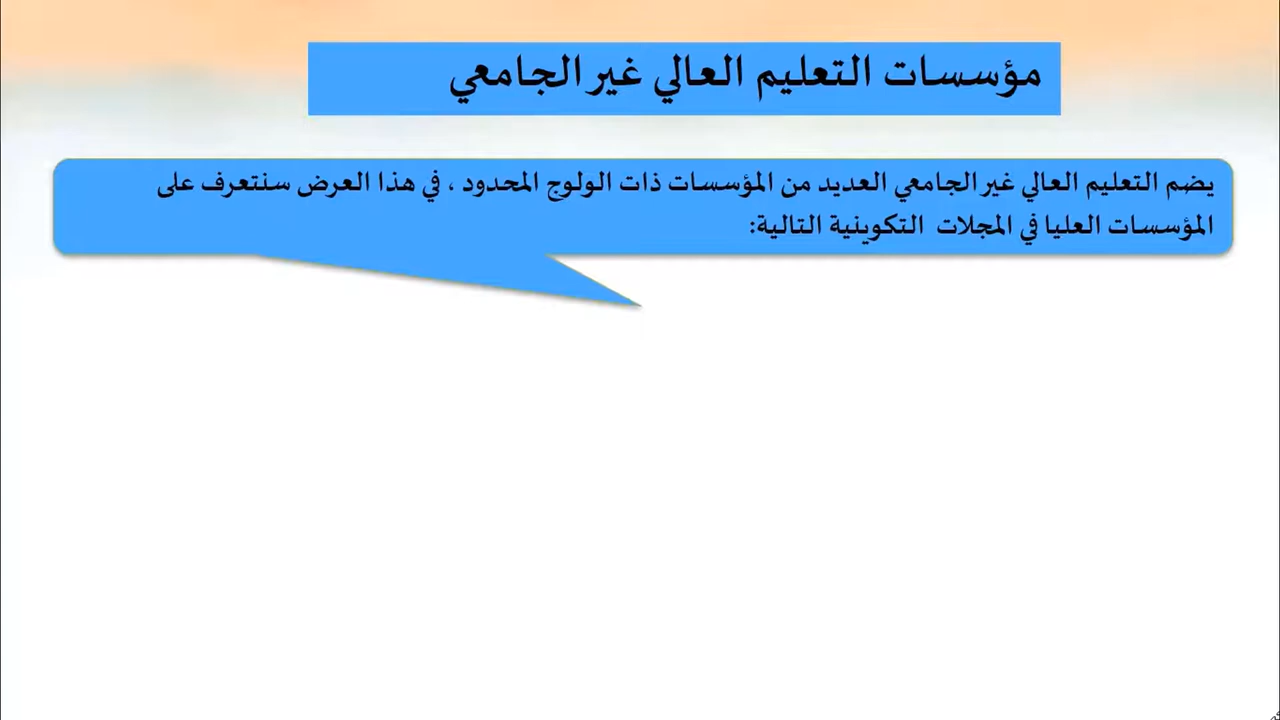 مؤسسات التعليم العالي غير الجامعي
يضم التعليم العالي غير الجامعي العديد من المؤسسات ذات الولوج المحدود ، في هذا العرض سنتعرف على
المؤسسات العليا في المجلات التكوينية التالية: